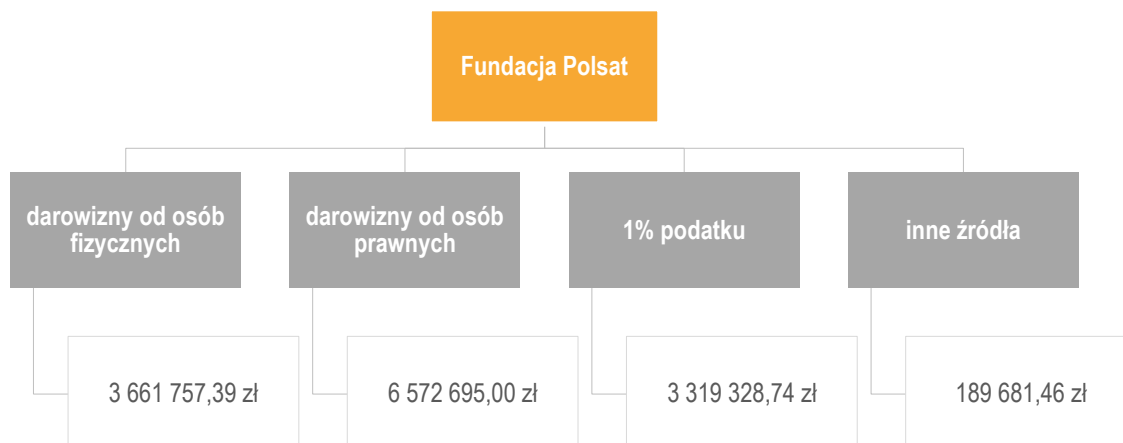 Fundacja Polsat
darowizny od osób
fizycznych
darowizny od osób
prawnych
1% podatku
inne źródła
3 661 757,39 zł
6 572 695,00 zł
3 319 328,74 zł
189 681,46 zł